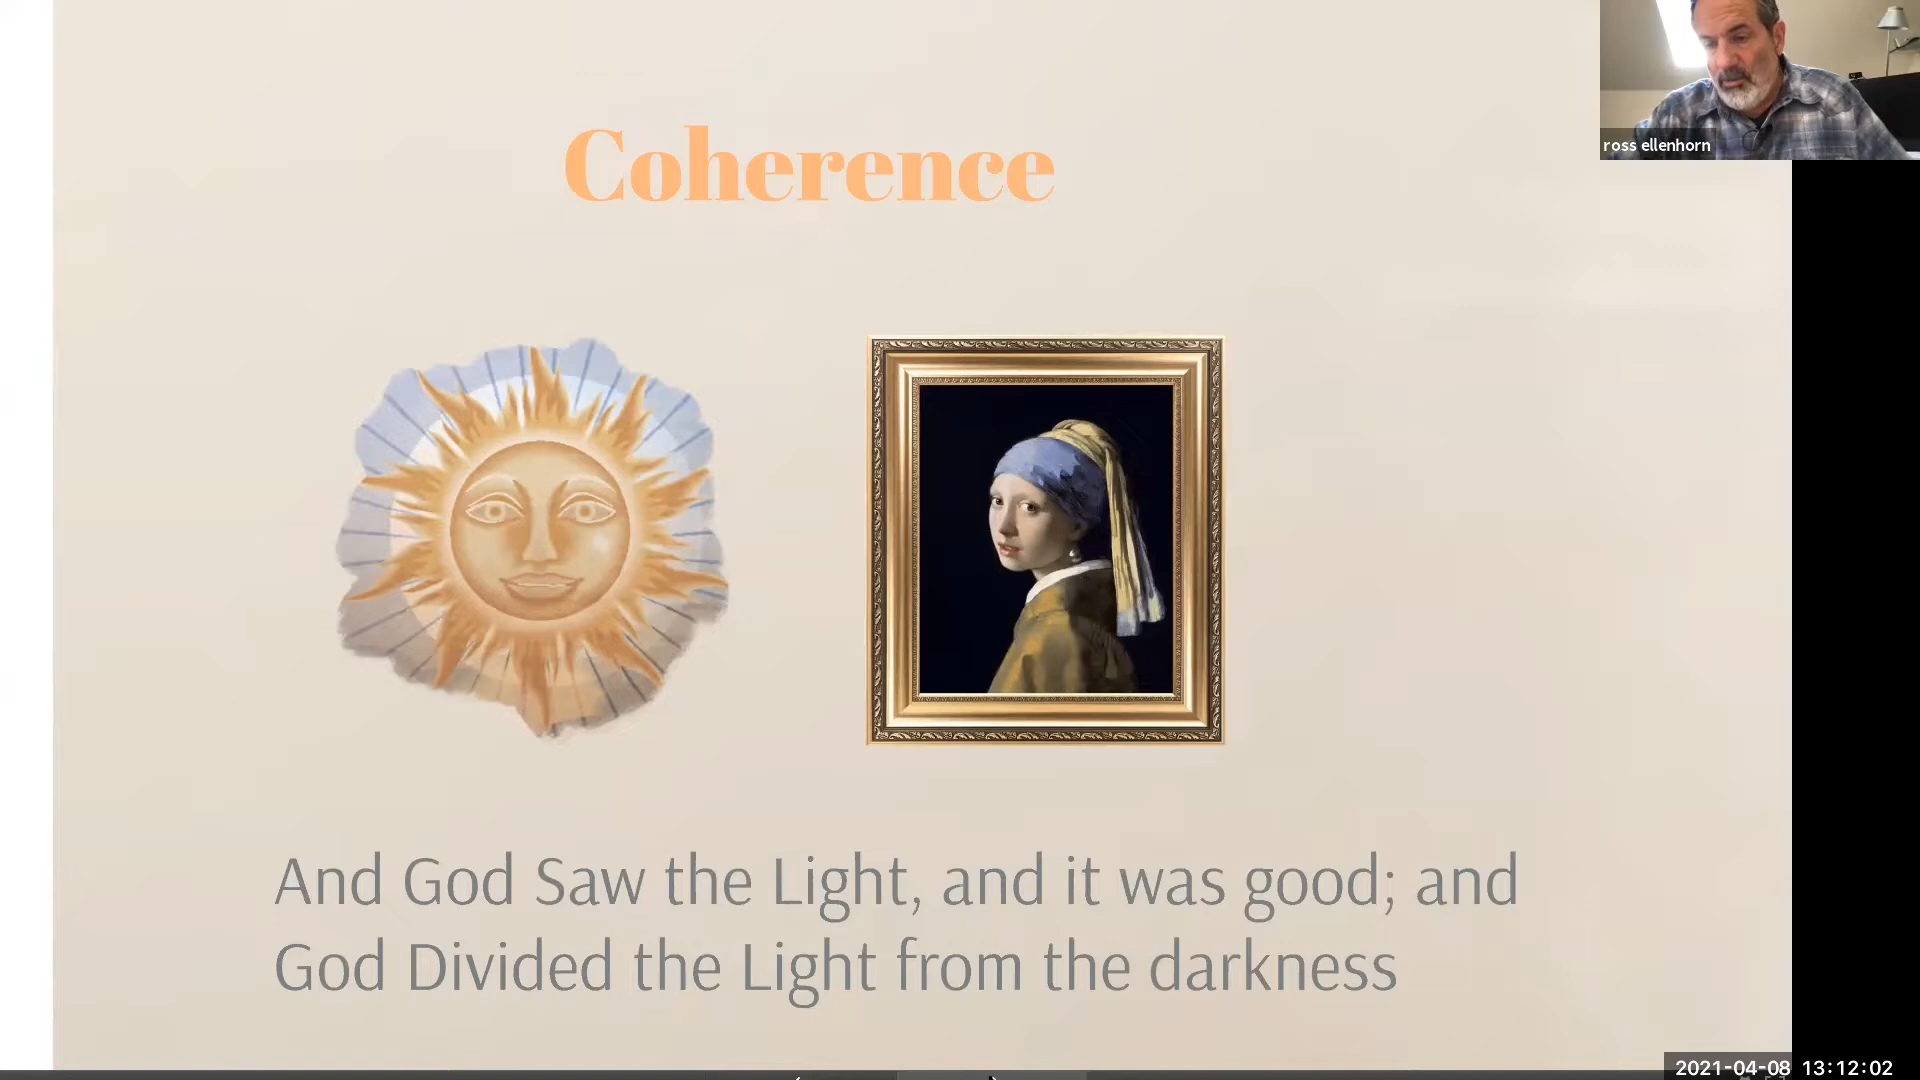 Coherence
ross ellenhorn
And God Saw the Light, and it was good; and
God Divided the Light from the darkness
2021-04-08 13:12:02